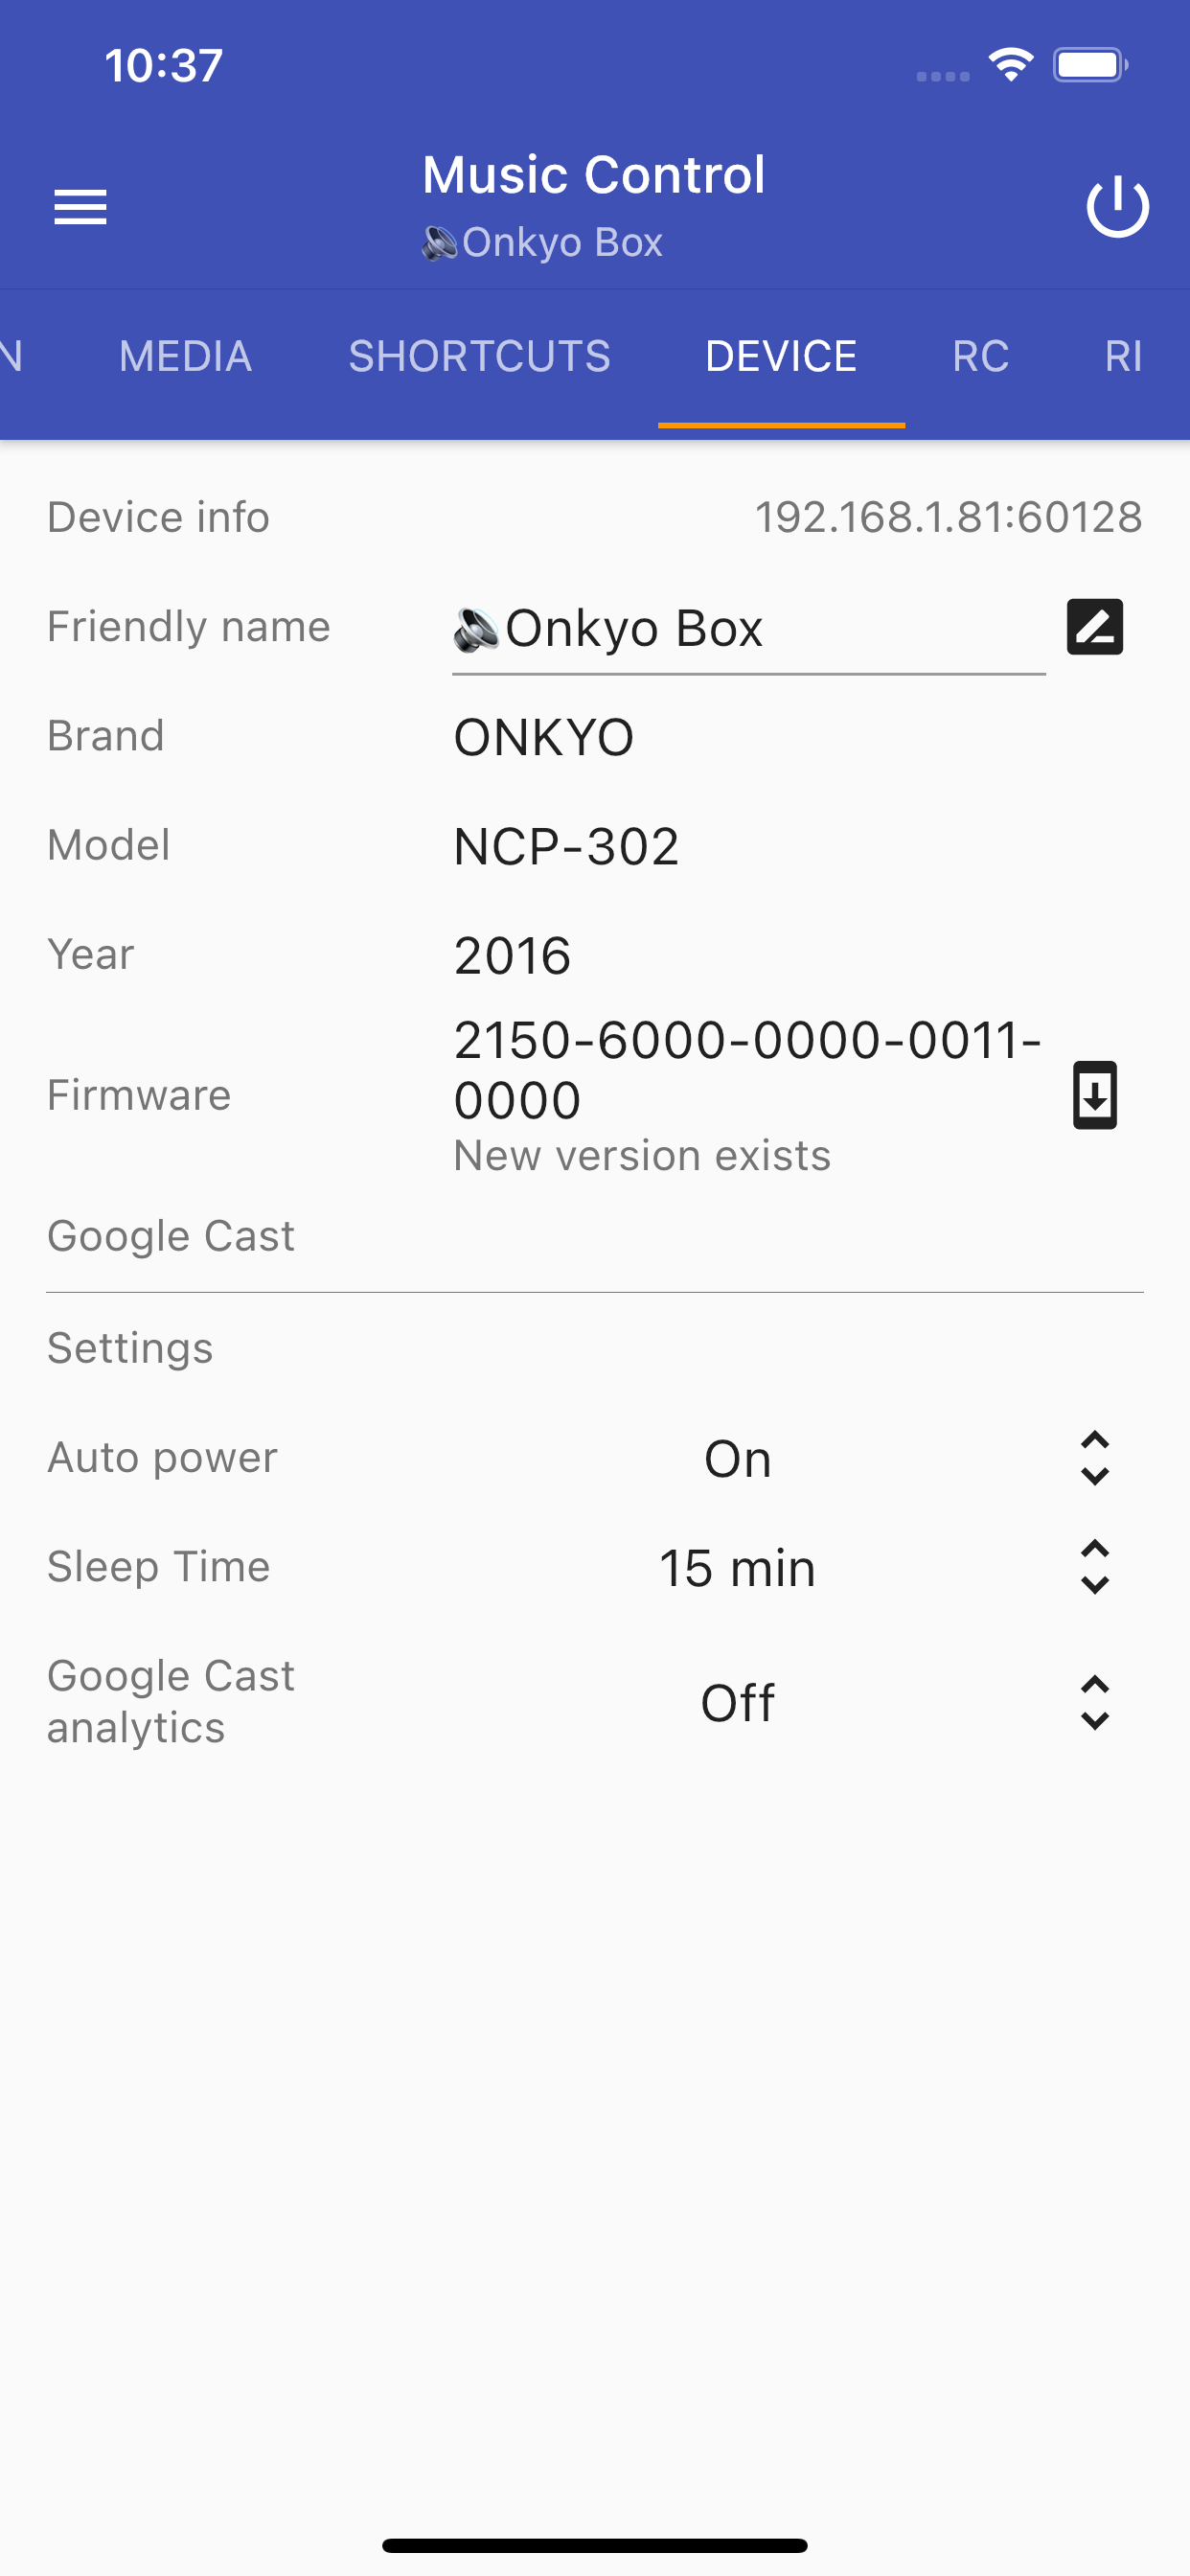 10:37
Music Control
🔊Onkyo Box
N MEDIA SHORTCUTS DEVICE RC RI
Device info 192.168.1.81:60128
Friendly name 🔊Onkyo Box
Brand ONKYO
Model NCP-302
Year 2016
Firmware 2150-6000-0000-0011-
0000
New version exists
Google Cast
Settings
Auto power On
Sleep Time 15 min
Google Cast
analytics Off